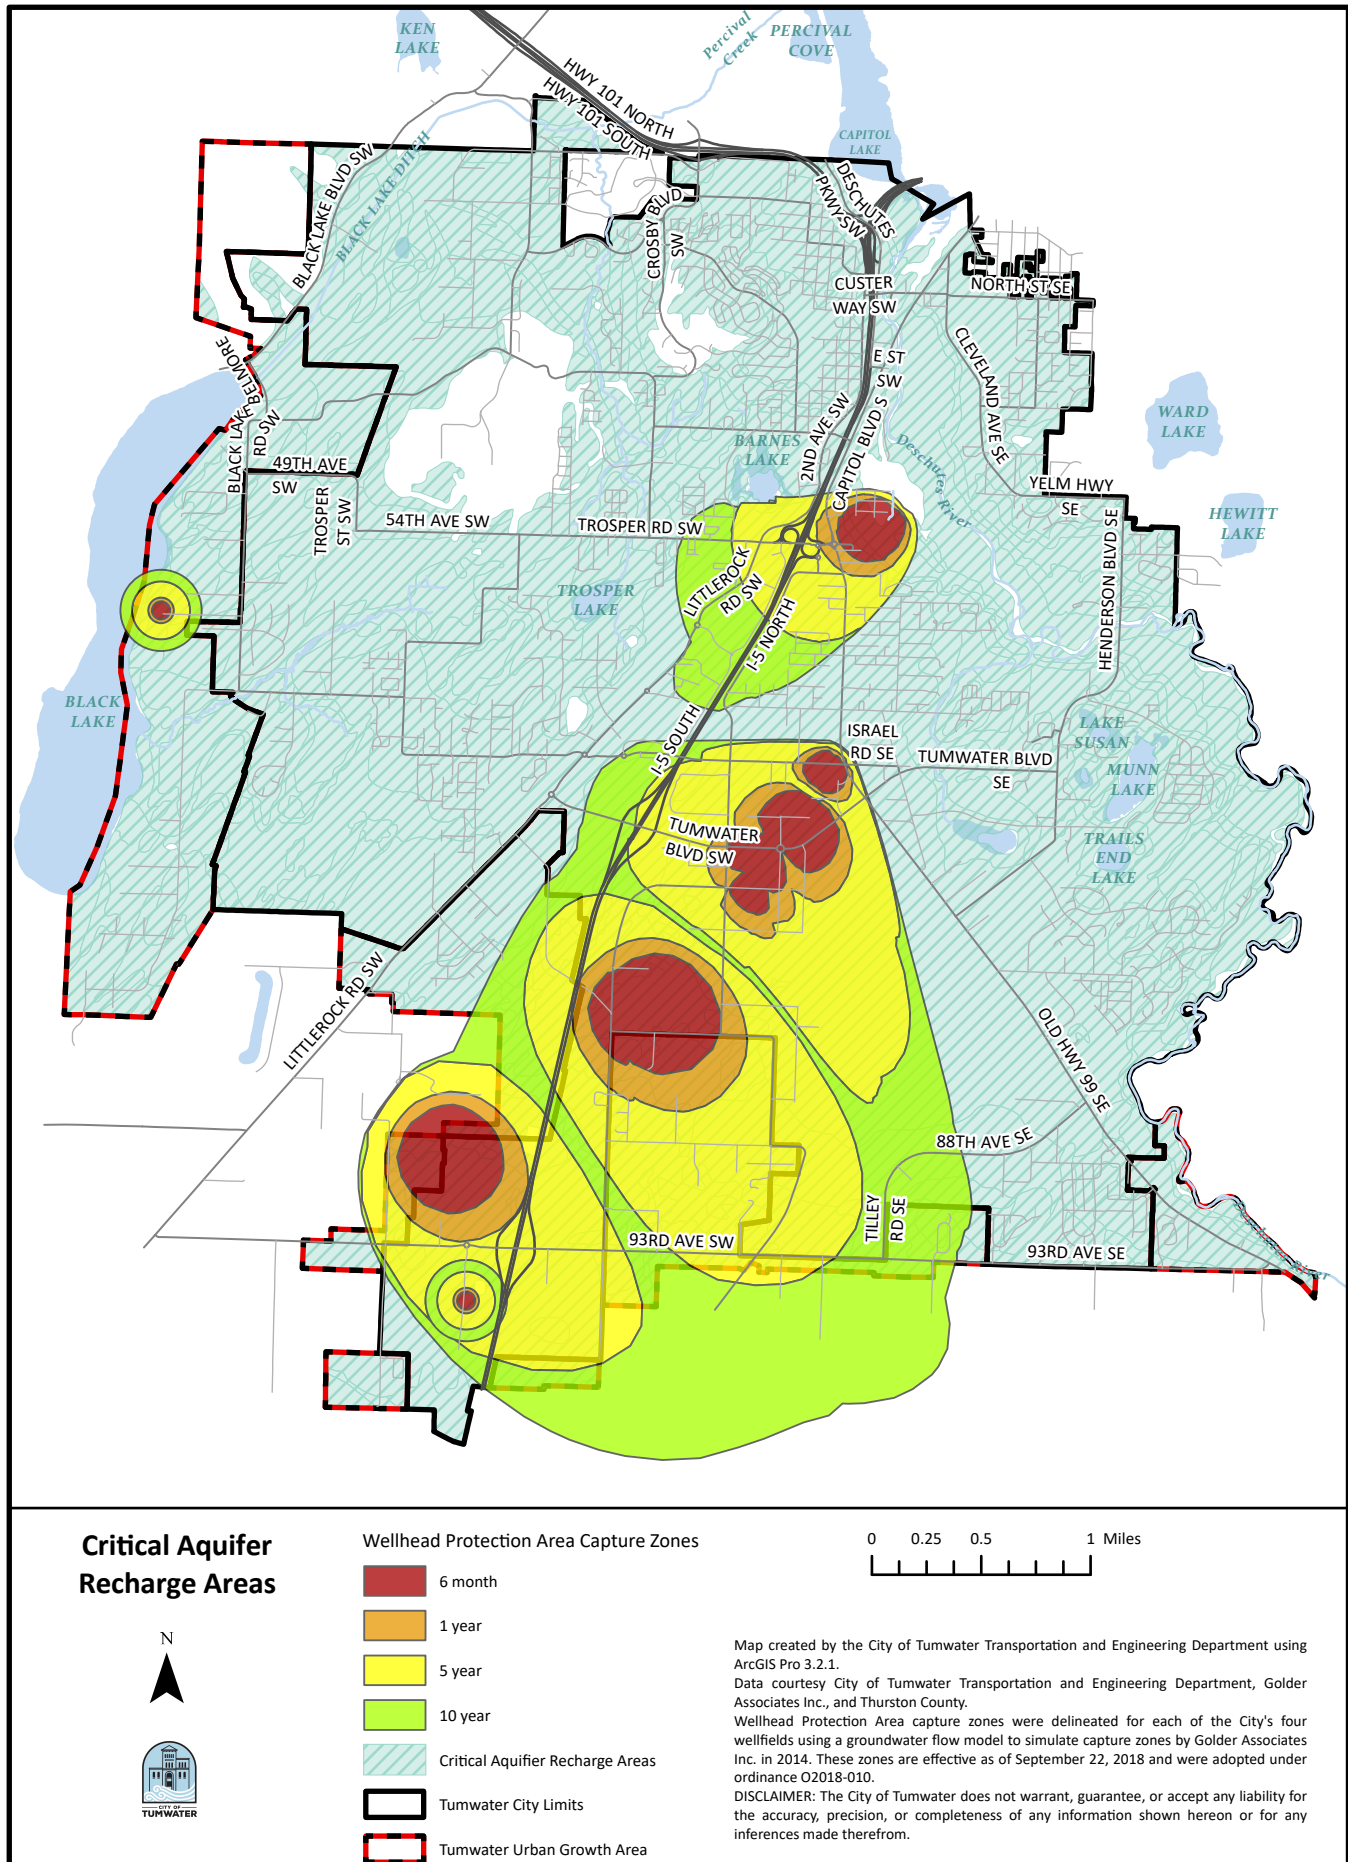 KEN
LAKE
Percival
Creek
PERCIVAL
COVE
HWY 101 NORTH
HWY 101 SOUTH
CAPITOL
LAKE
BLACK LAKE BLVD SW
BLACK LAKE DITCH
DESCHUTES
PKWY SW
CROSBY BLVD
SW
CUSTER
WAY SW
NORTH ST SE
BLACK LAKE BELMORE
RD SW
E ST
SW
CLEVELAND AVE SE
WARD
LAKE
2ND AVE SW
CAPITOL BLVD S
BARNES
LAKE
Deschutes River
49TH AVE
SW
TROSPER
ST SW
54TH AVE SW
TROSPER RD SW
YELM HWY
SE
HEWITT
LAKE
HENDERSON BLVD SE
LITTLEROCK
RD SW
TROSPER
LAKE
I-5 NORTH
BLACK
LAKE
I-5 SOUTH
ISRAEL
RD SE
TUMWATER BLVD
SE
LAKE
SUSAN
MUNN
LAKE
TUMWATER
BLVD SW
TRAILS
END
LAKE
LITTLEROCK RD SW
OLD HWY 99 SE
88TH AVE SE
TILLEY
RD SE
93RD AVE SW
93RD AVE SE
River
Critical Aquifer
Recharge Areas
N
CITY OF
TUMWATER
Wellhead Protection Area Capture Zones
6 month
1 year
5 year
10 year
Critical Aquifier Recharge Areas
Tumwater City Limits
Tumwater Urban Growth Area
0 0.25 0.5 1 Miles
Map created by the City of Tumwater Transportation and Engineering Department using
ArcGIS Pro 3.2.1.
Data courtesy City of Tumwater Transportation and Engineering Department, Golder
Associates Inc., and Thurston County.
Wellhead Protection Area capture zones were delineated for each of the City's four
wellfields using a groundwater flow model to simulate capture zones by Golder Associates
Inc. in 2014. These zones are effective as of September 22, 2018 and were adopted under
ordinance O2018-010.
DISCLAIMER: The City of Tumwater does not warrant, guarantee, or accept any liability for
the accuracy, precision, or completeness of any information shown hereon or for any
inferences made therefrom.